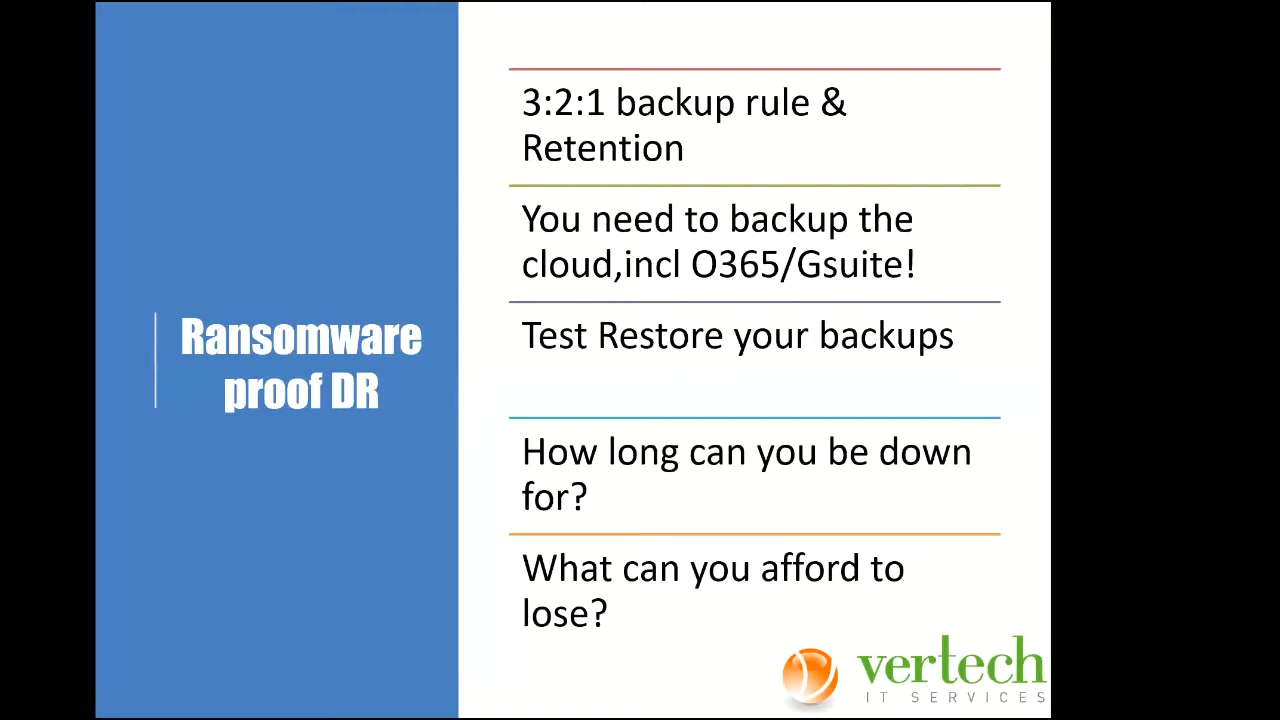 Ransomware
proof DR
3:2:1 backup rule &
Retention
You need to backup the
cloud,incl O365/Gsuite!
Test Restore your backups
How long can you be down
for?
What can you afford to
lose?
vertech
IT SERVICES